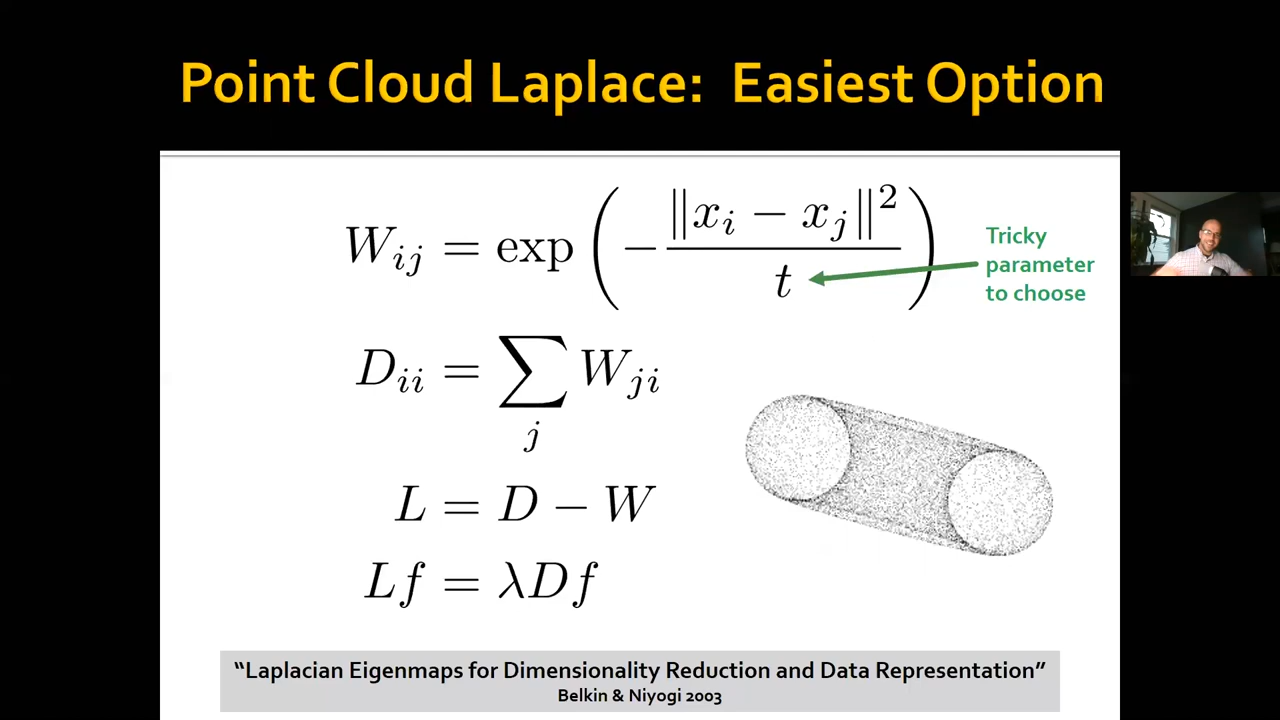 Point Cloud Laplace: Easiest Option
W_{ij} = exp(−‖x_i − x_j‖² / t)
Tricky
parameter
to choose
D_{ii} = ∑_j W_{ji}
L = D − W
Lf = λDf
“Laplacian Eigenmaps for Dimensionality Reduction and Data Representation”
Belkin & Niyogi 2003